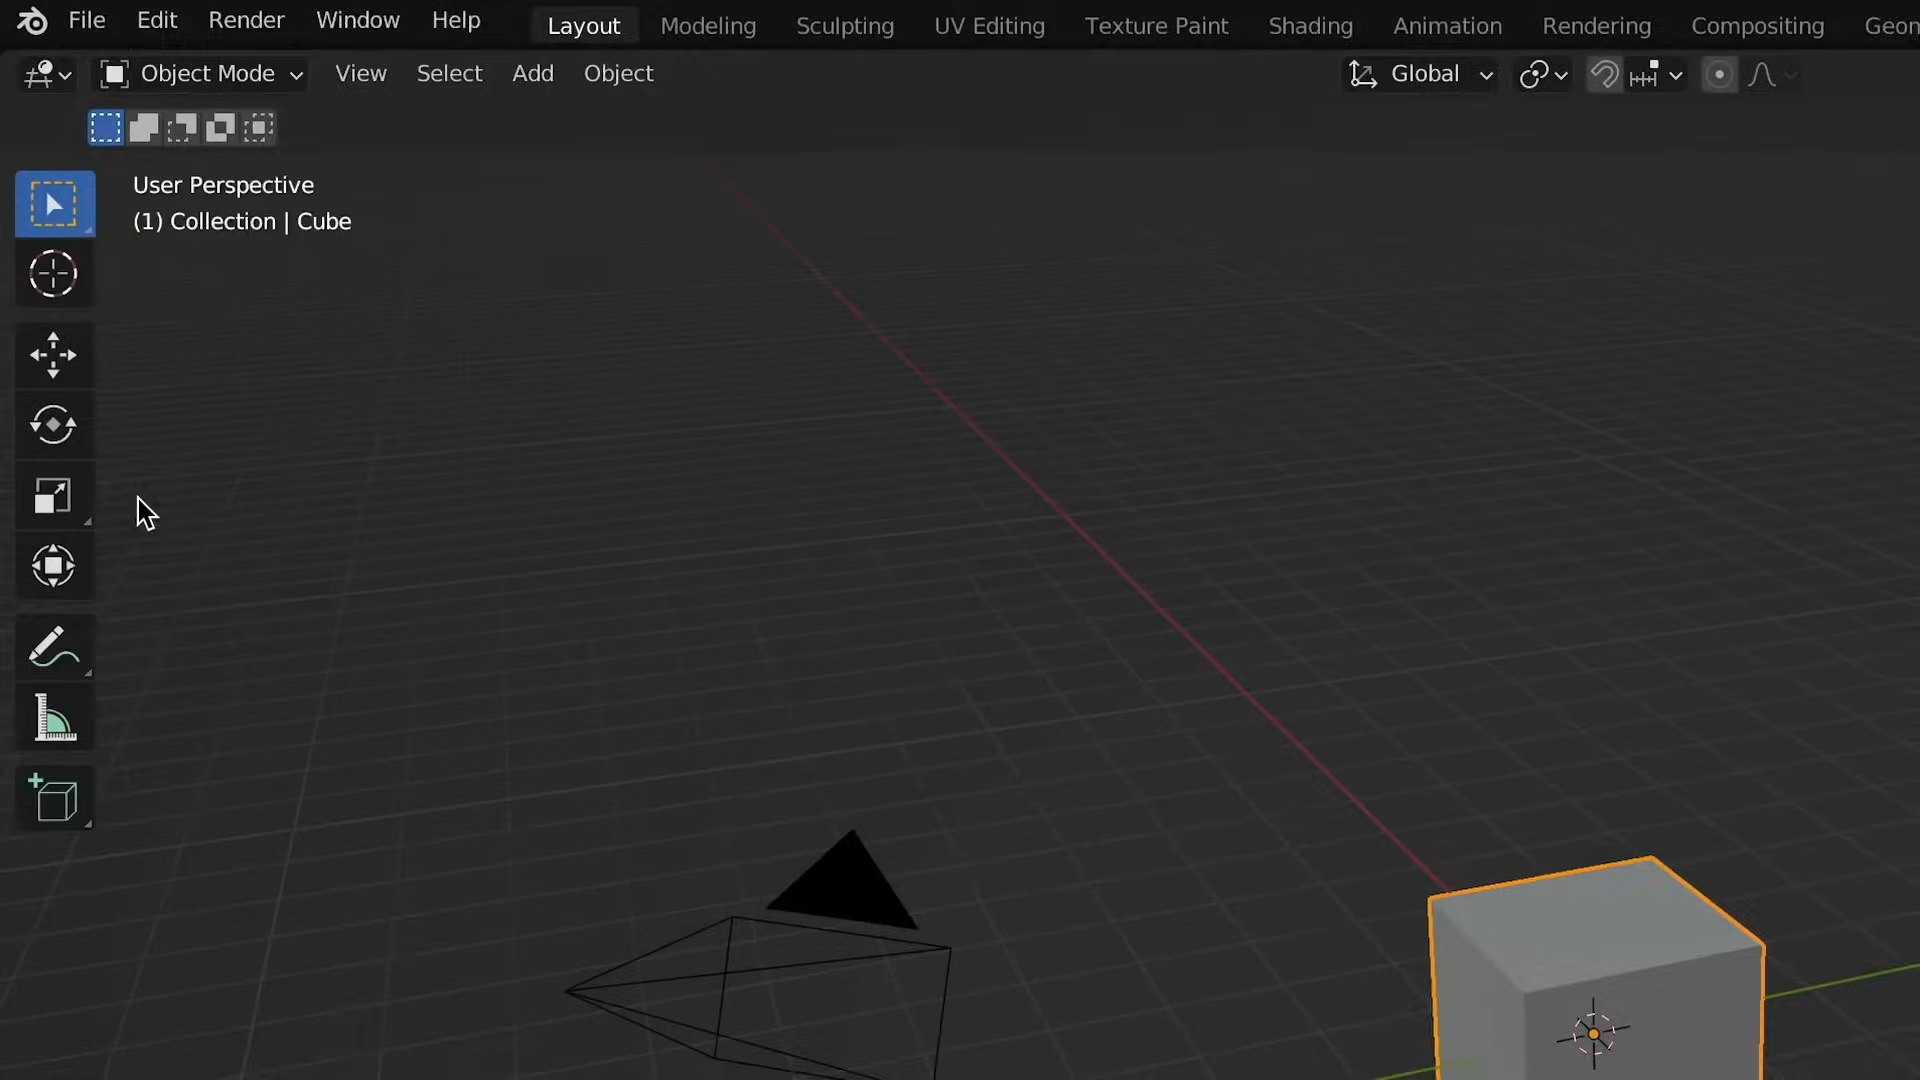 File Edit Render Window Help Layout Modeling Sculpting UV Editing Texture Paint Shading Animation Rendering Compositing Geom
Object Mode View Select Add Object Global
User Perspective
(1) Collection | Cube